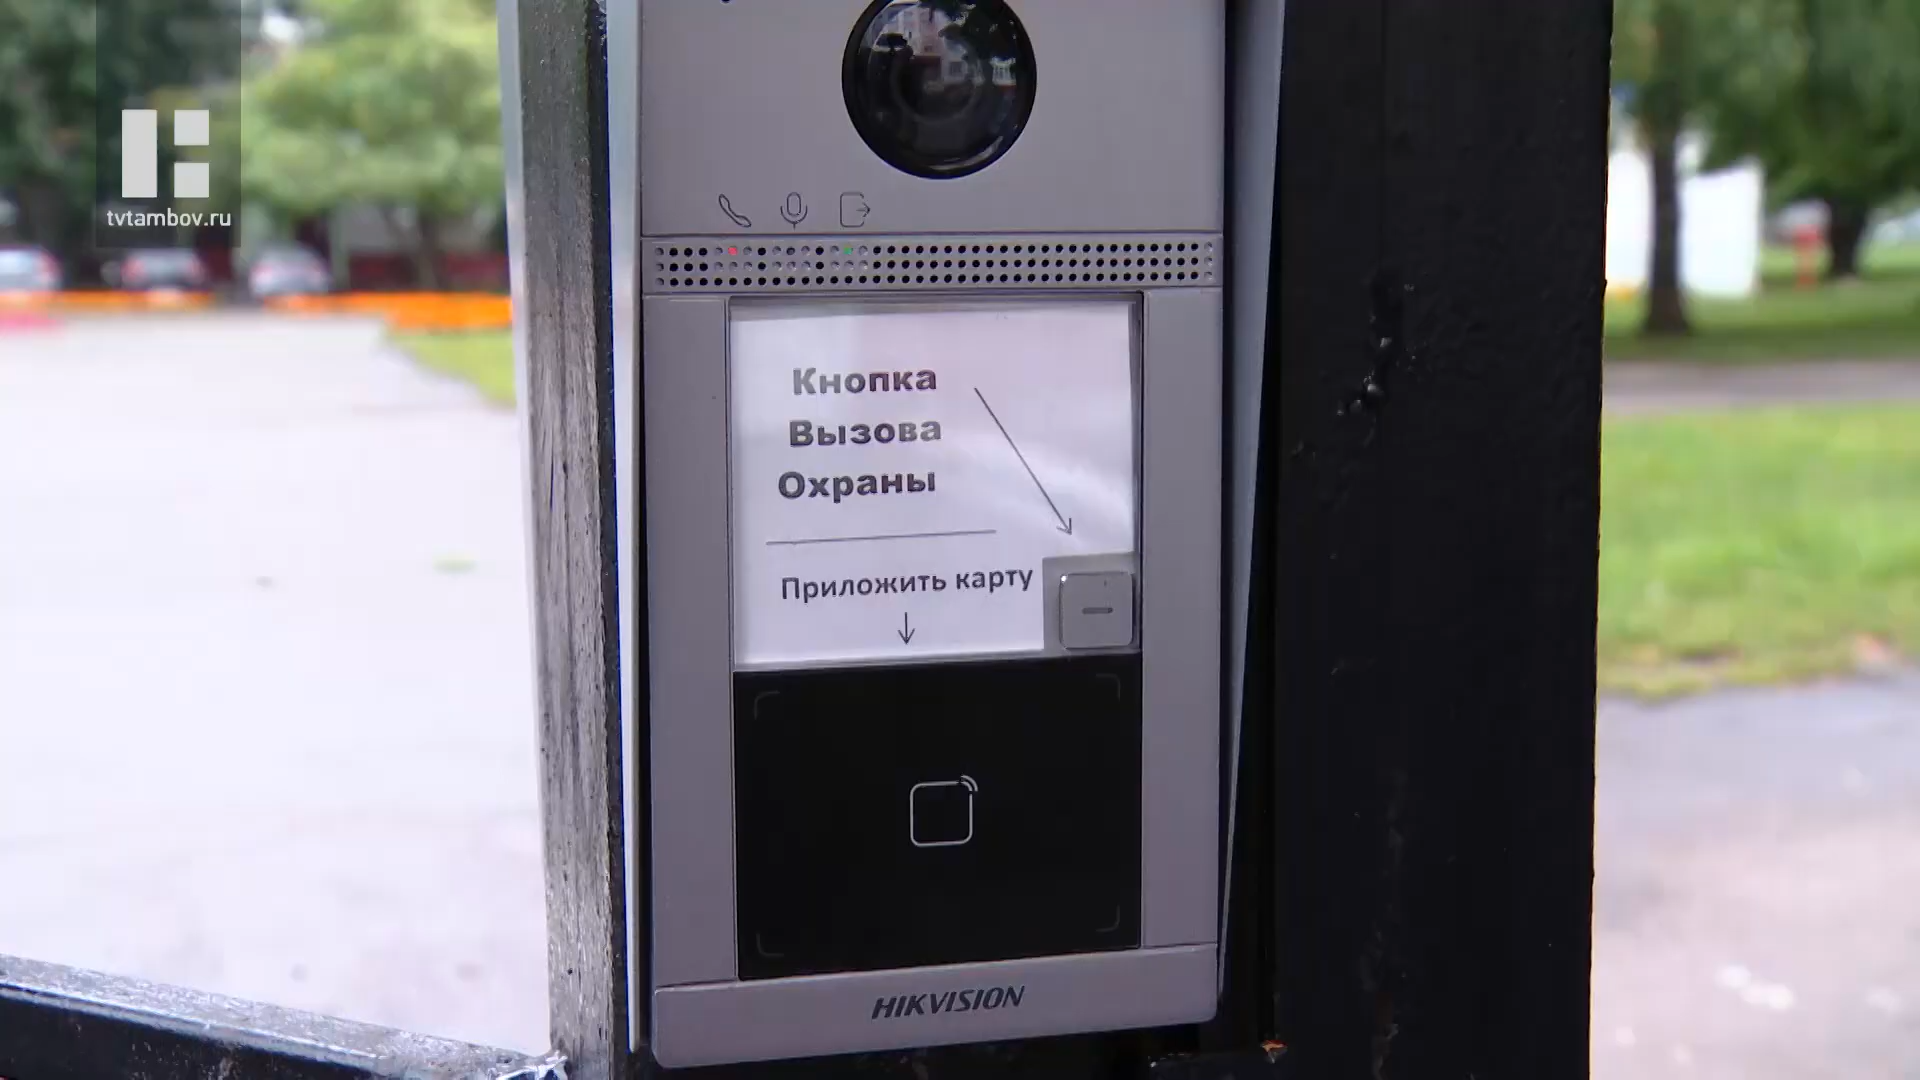 tvtambov.ru
Кнопка
Вызова
Охраны
Приложить карту
HIKVISION